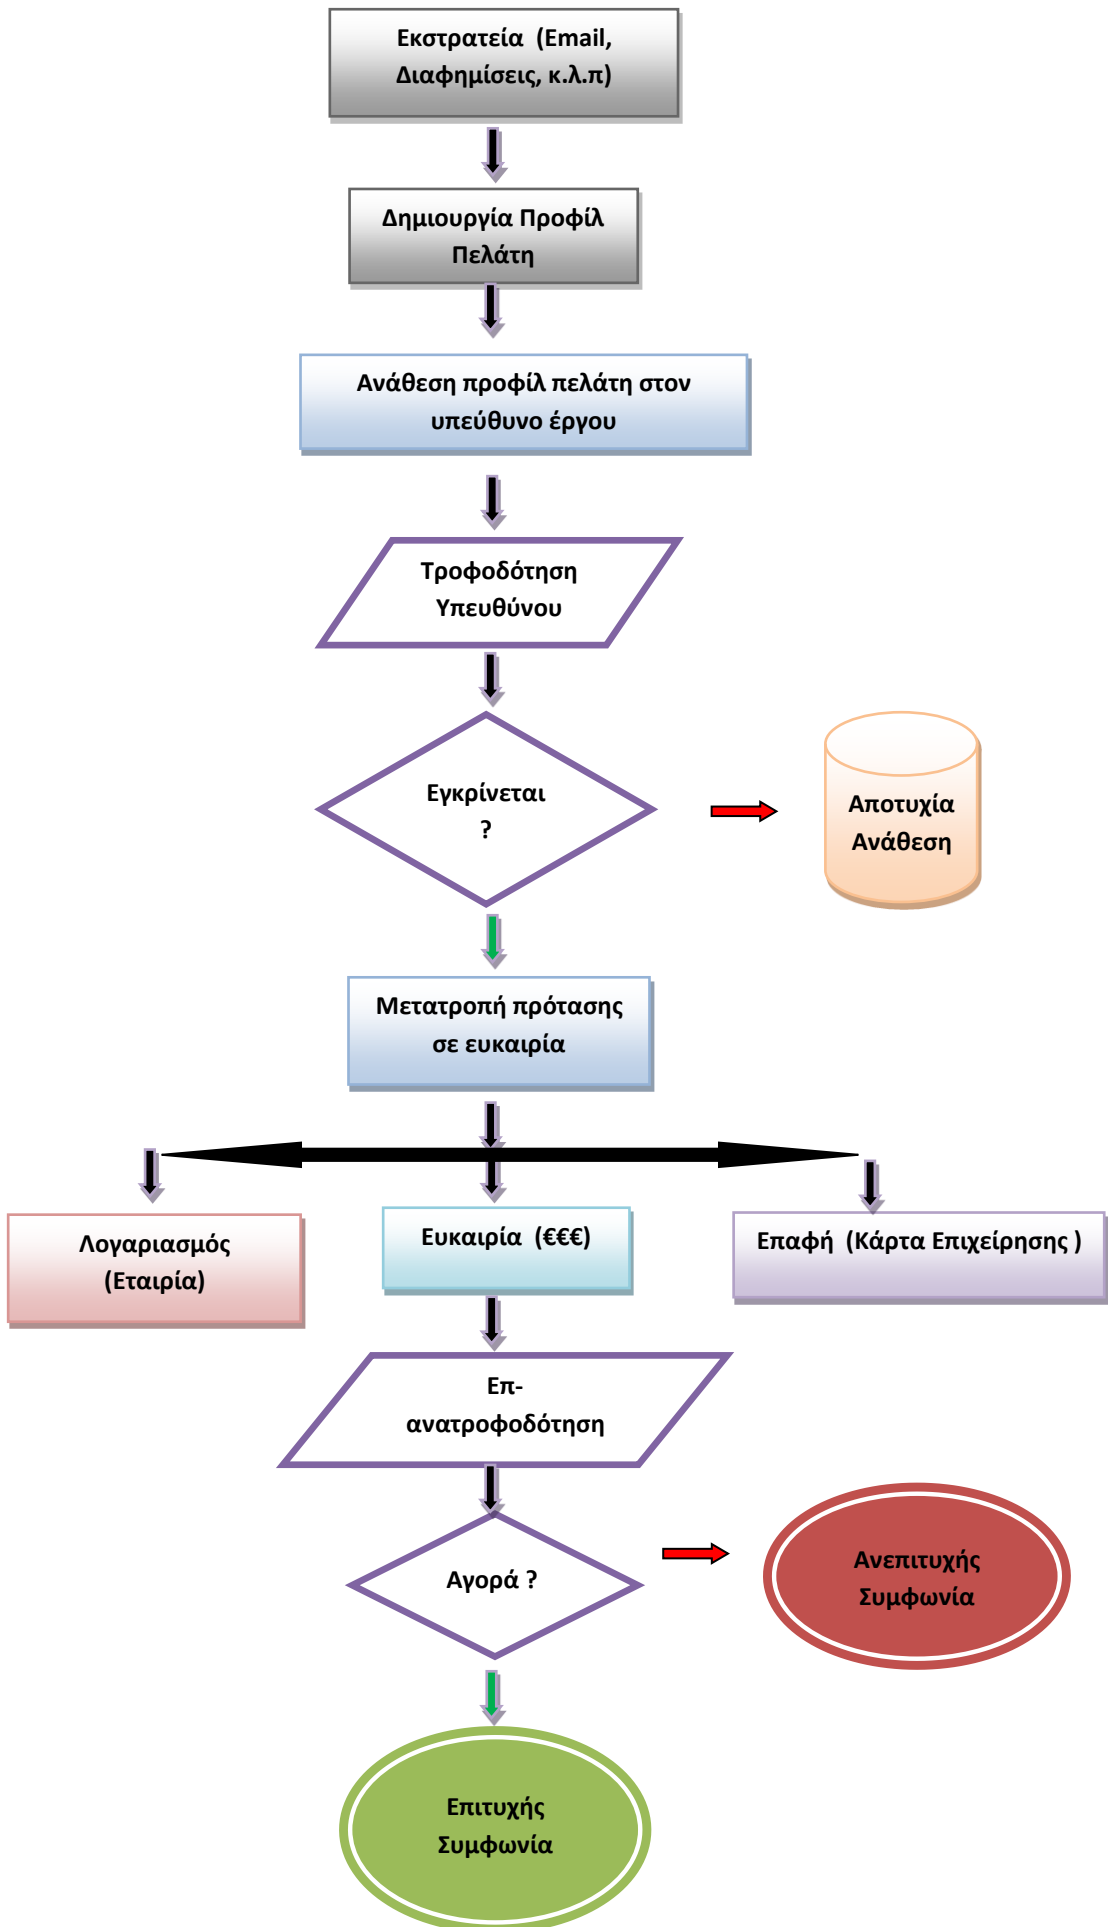 Εκστρατεία (Email,
Διαφημίσεις, κ.λ.π)
Δημιουργία Προφίλ
Πελάτη
Ανάθεση προφίλ πελάτη στον
υπεύθυνο έργου
Τροφοδότηση
Υπευθύνου
Εγκρίνεται
?
Αποτυχία
Ανάθεση
Μετατροπή πρότασης
σε ευκαιρία
Λογαριασμός
(Εταιρία)
Ευκαιρία (€€€)
Επαφή (Κάρτα Επιχείρησης )
Επ-
ανατροφοδότηση
Αγορά ?
Ανεπιτυχής
Συμφωνία
Επιτυχής
Συμφωνία